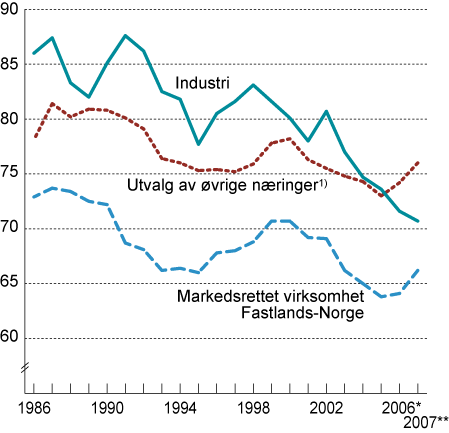 90
85
80
75
70
65
60
Industri
Utvalg av øvrige næringer1)
Markedsrettet virksomhet
Fastlands-Norge
1986 1990 1994 1998 2002 2006*
2007**